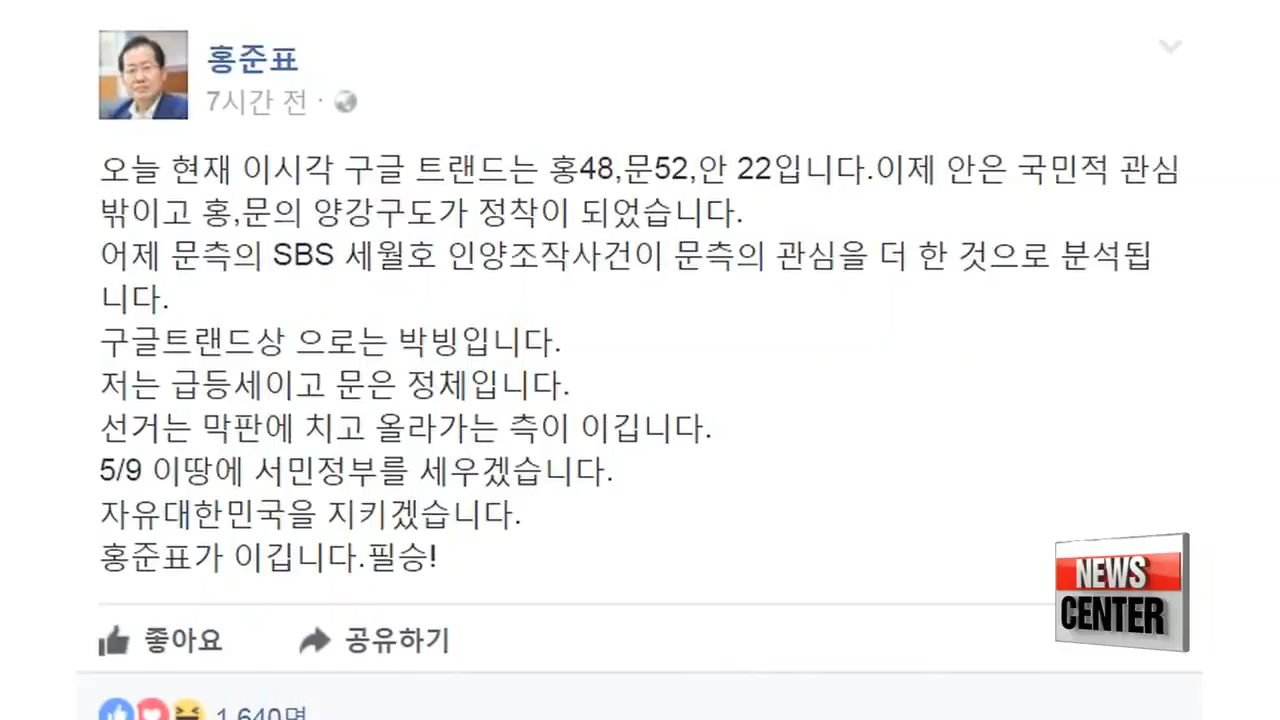 홍준표
7시간 전 ·
오늘 현재 이시각 구글 트랜드는 홍48,문52,안 22입니다.이제 안은 국민적 관심
밖이고 홍,문의 양강구도가 정착이 되었습니다.
어제 문측의 SBS 세월호 인양조작사건이 문측의 관심을 더 한 것으로 분석됩
니다.
구글트랜드상 으로는 박빙입니다.
저는 급등세이고 문은 정체입니다.
선거는 막판에 치고 올라가는 측이 이깁니다.
5/9 이땅에 서민정부를 세우겠습니다.
자유대한민국을 지키겠습니다.
홍준표가 이깁니다.필승!
NEWS
CENTER
좋아요 공유하기
1,640명